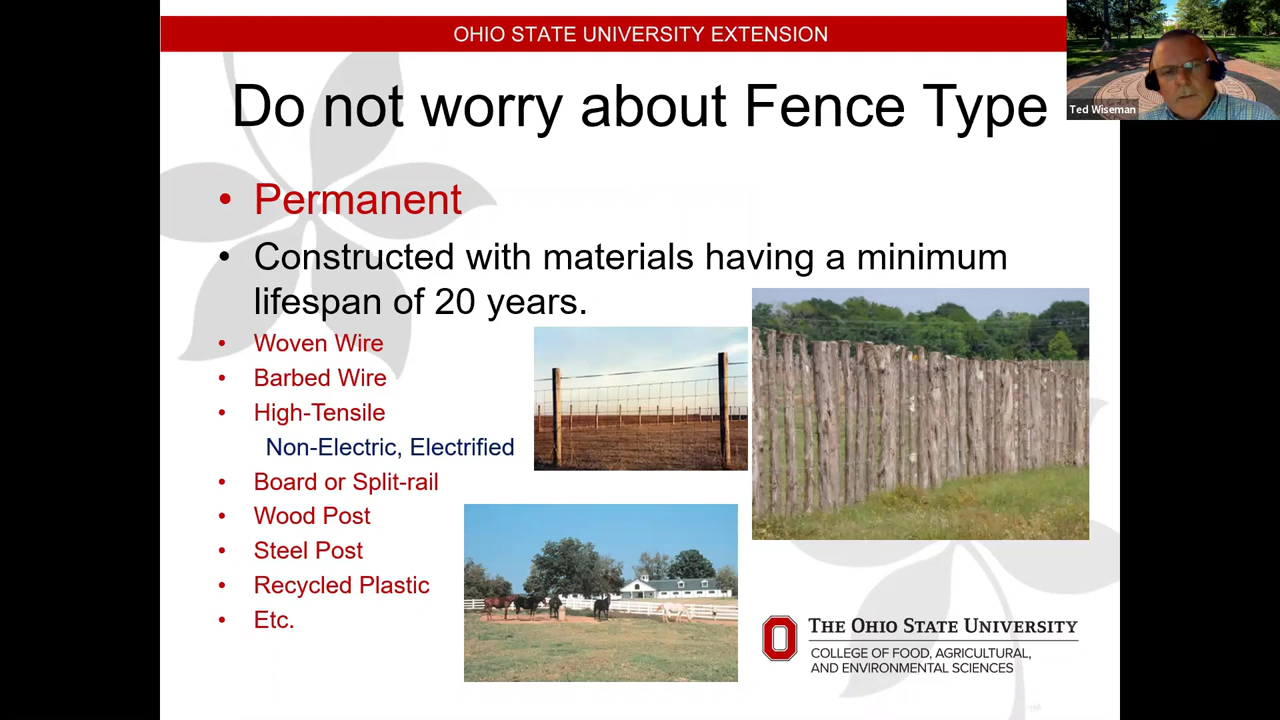 OHIO STATE UNIVERSITY EXTENSION
Ted Wiseman
Do not worry about Fence Type
• Permanent
• Constructed with materials having a minimum
lifespan of 20 years.
• Woven Wire
• Barbed Wire
• High-Tensile
Non-Electric, Electrified
• Board or Split-rail
• Wood Post
• Steel Post
• Recycled Plastic
• Etc.
THE OHIO STATE UNIVERSITY
COLLEGE OF FOOD, AGRICULTURAL,
AND ENVIRONMENTAL SCIENCES
TM